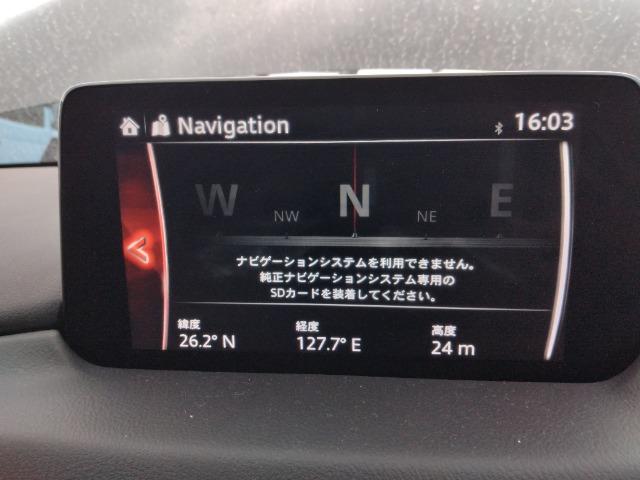 Navigation 16:03
W NW N NE E
ナビゲーションシステムを利用できません。
純正ナビゲーションシステム専用の
SDカードを装着してください。
緯度 経度 高度
26.2° N 127.7° E 24 m